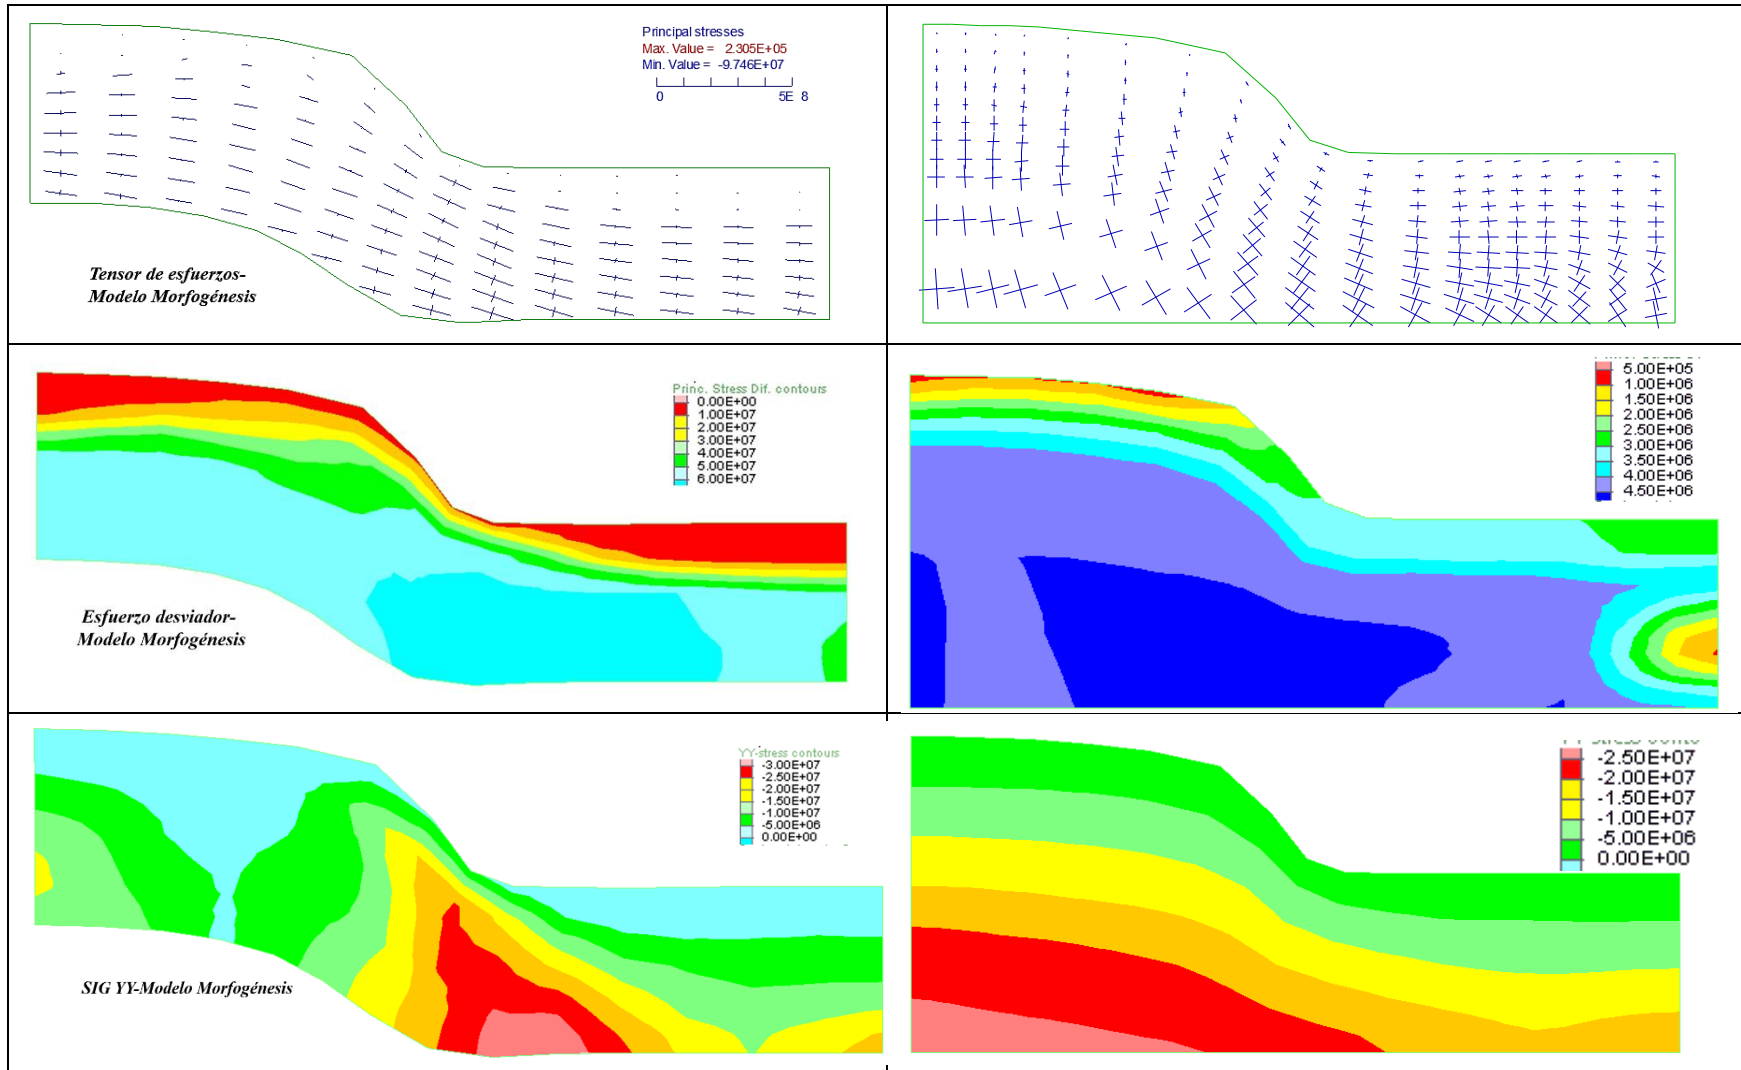 Principal stresses
Max. Value = 2.305E+05
Min. Value = -9.746E+07
0 5E 8
Tensor de esfuerzos-
Modelo Morfogénesis
Princ. Stress Dif. contours
0.00E+00
1.00E+07
2.00E+07
3.00E+07
4.00E+07
5.00E+07
6.00E+07
Esfuerzo desviador-
Modelo Morfogénesis
5.00E+05
1.00E+06
1.50E+06
2.00E+06
2.50E+06
3.00E+06
3.50E+06
4.00E+06
4.50E+06
YY-stress contours
-3.00E+07
-2.50E+07
-2.00E+07
-1.50E+07
-1.00E+07
-5.00E+06
0.00E+00
SIG YY-Modelo Morfogénesis
-2.50E+07
-2.00E+07
-1.50E+07
-1.00E+07
-5.00E+06
0.00E+00